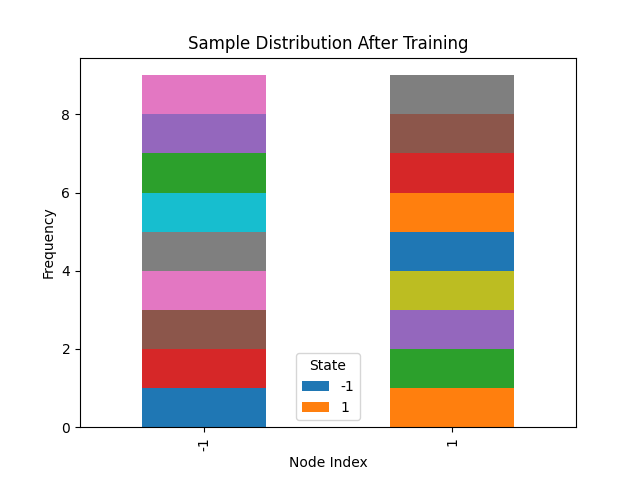 Sample Distribution After Training
Frequency
8
6
4
2
0
State
-1
1
-1
1
Node Index